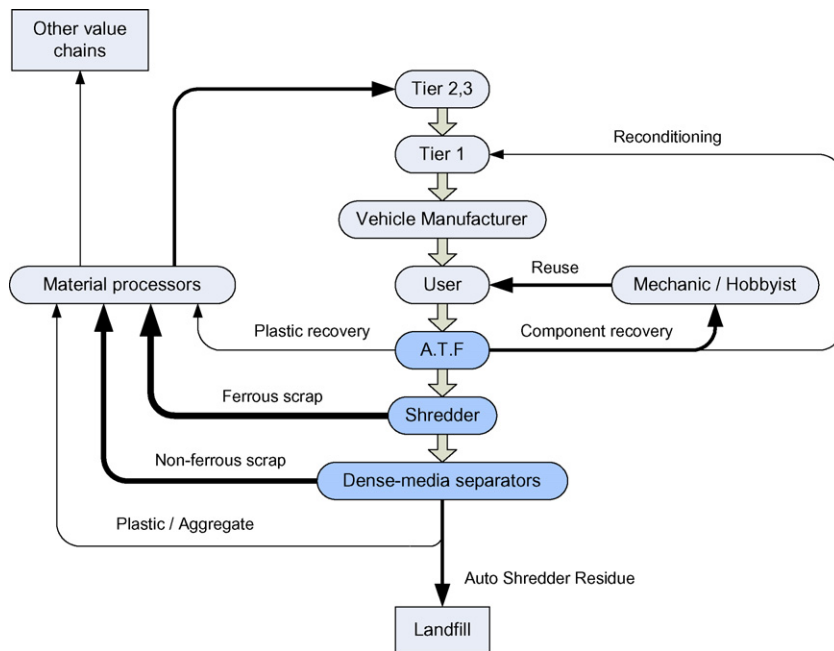 Other value
chains
Tier 2,3
Tier 1
Reconditioning
Vehicle Manufacturer
Material processors
User
Reuse
Mechanic / Hobbyist
Plastic recovery
A.T.F
Component recovery
Ferrous scrap
Shredder
Non-ferrous scrap
Dense-media separators
Plastic / Aggregate
Auto Shredder Residue
Landfill